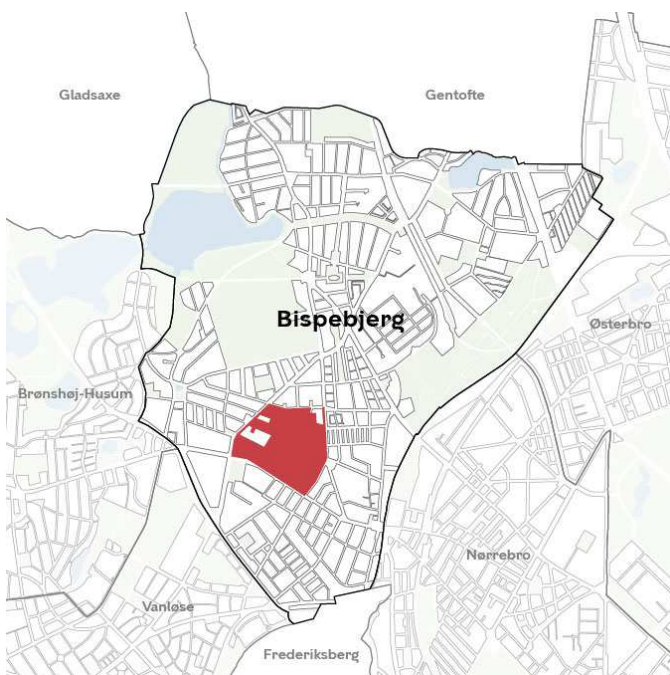 Gladsaxe
Gentofte
Bispebjerg
Østerbro
Brønshøj-Husum
Nørrebro
Vanløse
Frederiksberg